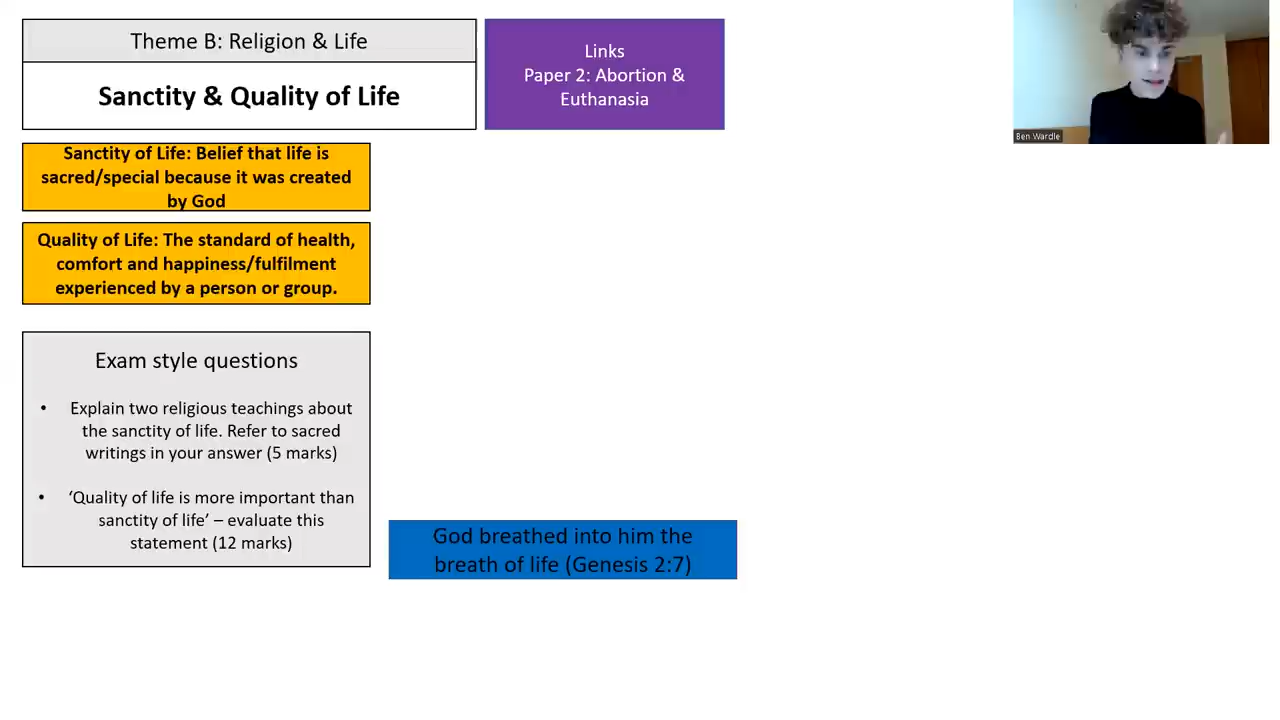 Theme B: Religion & Life
Sanctity & Quality of Life
Links
Paper 2: Abortion &
Euthanasia
Ben Wardle
Sanctity of Life: Belief that life is
sacred/special because it was created
by God
Quality of Life: The standard of health,
comfort and happiness/fulfilment
experienced by a person or group.
Exam style questions
• Explain two religious teachings about
the sanctity of life. Refer to sacred
writings in your answer (5 marks)
• ‘Quality of life is more important than
sanctity of life’ – evaluate this
statement (12 marks)
God breathed into him the
breath of life (Genesis 2:7)